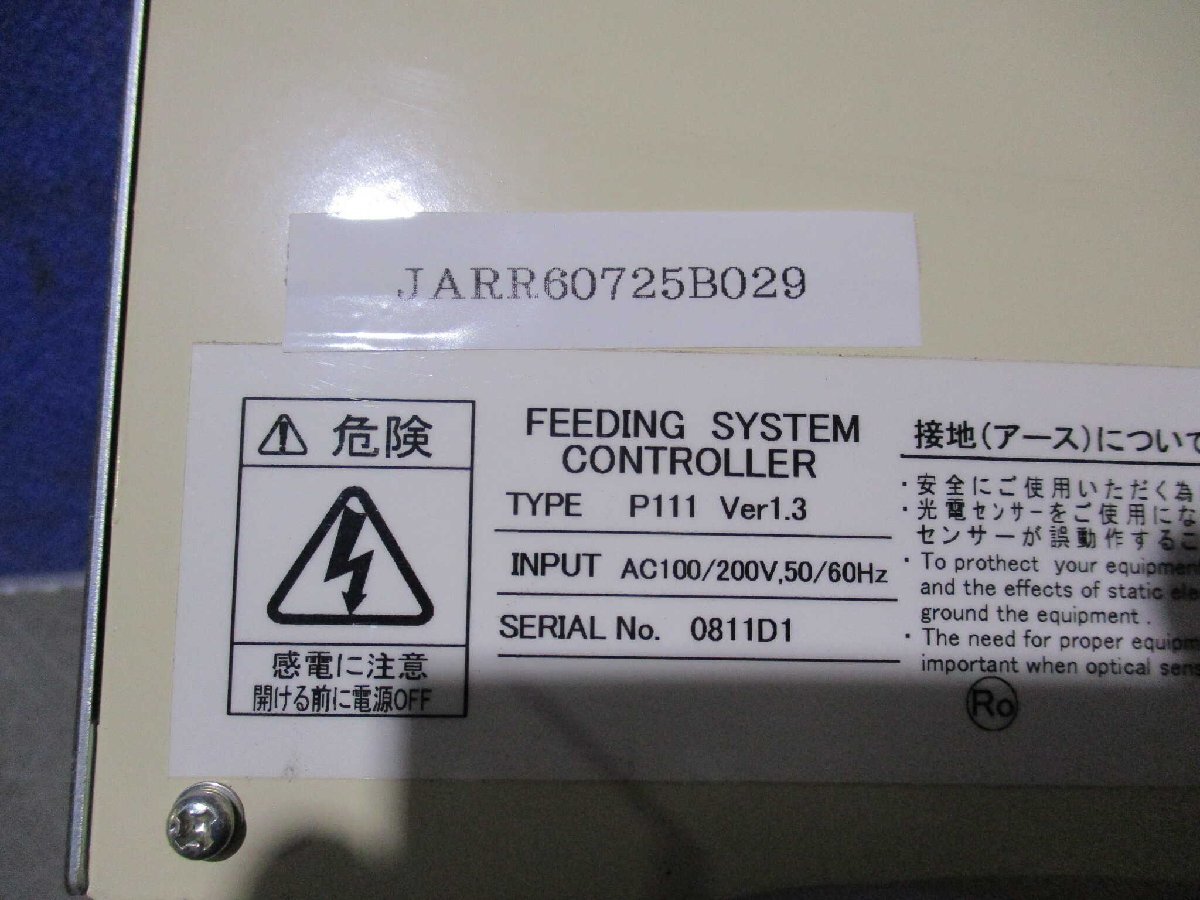 JARR60725B029
危険
感電に注意
開ける前に電源OFF
FEEDING SYSTEM
CONTROLLER
TYPE P111 Ver1.3
INPUT AC100/200V,50/60Hz
SERIAL No. 0811D1
接地(アース)について
・安全にご使用いただく為
・光電センサーをご使用にな
センサーが誤動作するこ
・To prothect your equipment
and the effects of static ele
ground the equipment.
・The need for proper equipm
important when optical sens
Ro